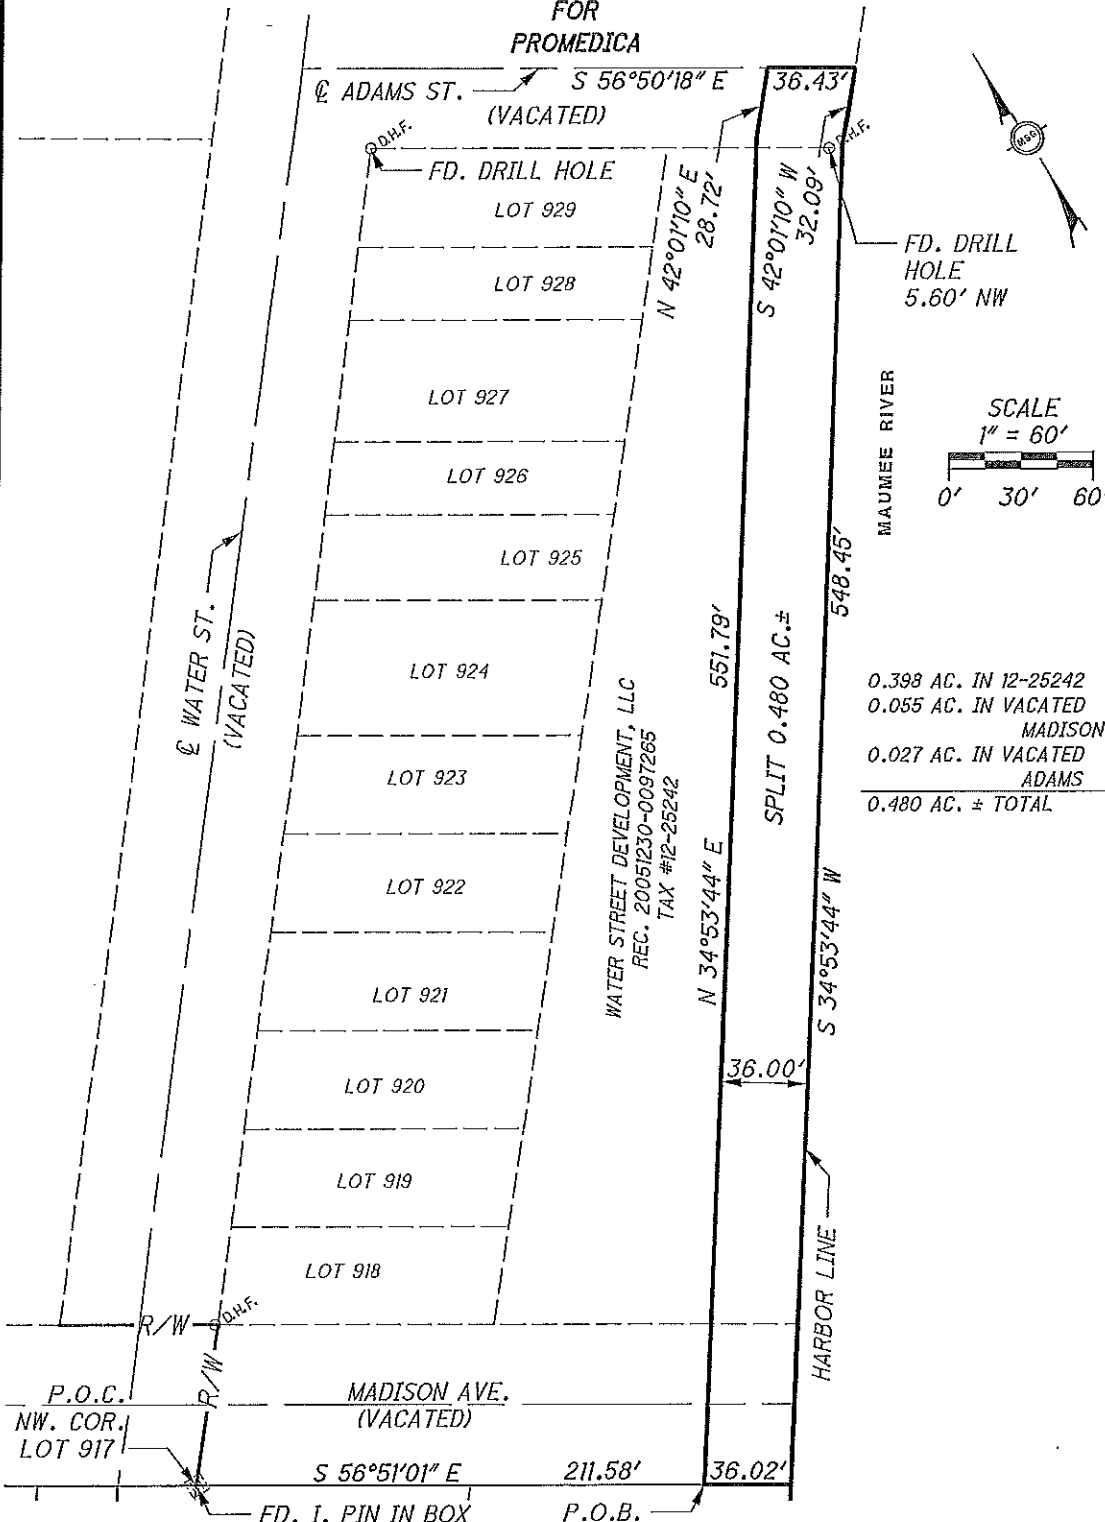 FOR
PROMEDICA
℄ ADAMS ST.
(VACATED)
S 56°50'18" E
36.43'
D.H.F.
FD. DRILL HOLE
D.H.F.
MSG
LOT 929
N 42°01'10" E
28.72'
S 42°01'10" W
32.09'
FD. DRILL
HOLE
5.60' NW
LOT 928
LOT 927
MAUMEE RIVER
SCALE
1" = 60'
0' 30' 60'
LOT 926
LOT 925
548.45'
551.79'
℄ WATER ST.
(VACATED)
LOT 924
SPLIT 0.480 AC.±
WATER STREET DEVELOPMENT, LLC
REC. 20051230-0097265
TAX #12-25242
0.398 AC. IN 12-25242
0.055 AC. IN VACATED
MADISON
0.027 AC. IN VACATED
ADAMS
0.480 AC. ± TOTAL
LOT 923
LOT 922
N 34°53'44" E
S 34°53'44" W
LOT 921
36.00'
LOT 920
LOT 919
HARBOR LINE
LOT 918
D.H.F.
R/W
R/W
P.O.C.
NW. COR.
LOT 917
MADISON AVE.
(VACATED)
S 56°51'01" E
211.58'
36.02'
FD. I. PIN IN BOX
P.O.B.